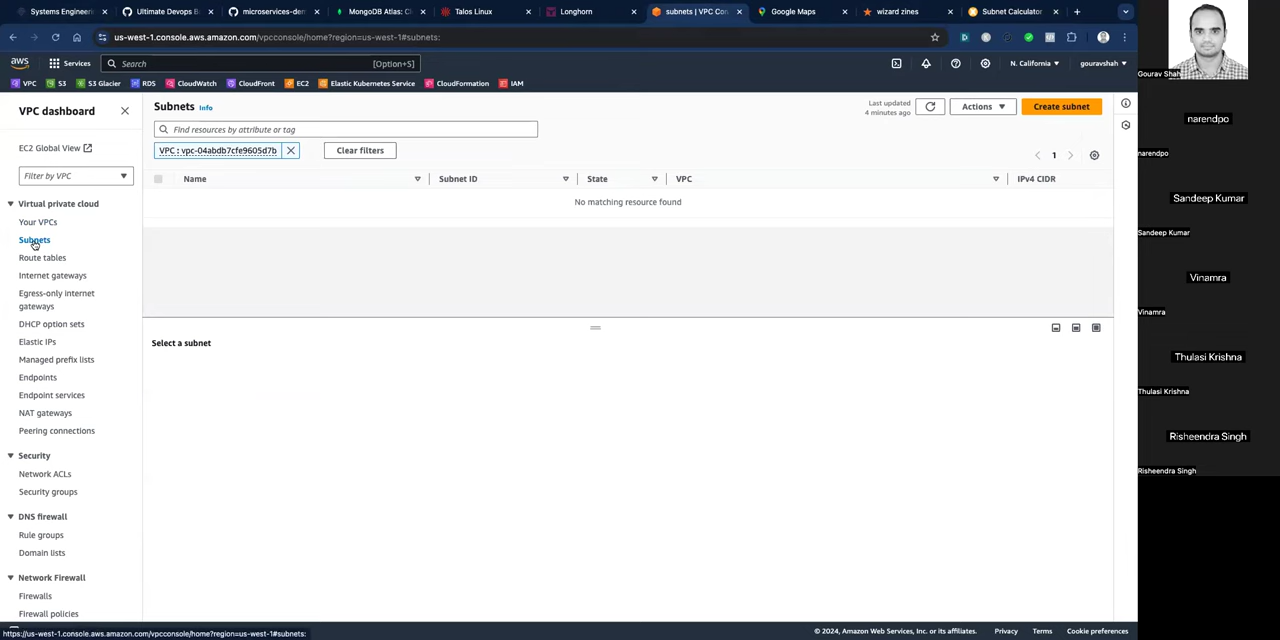 Systems Engineer
Ultimate Devops B
microservices-den
MongoDB Atlas: Cl
Talos Linux
Longhorn
subnets | VPC Con
Google Maps
wizard zines
Subnet Calculator
us-west-1.console.aws.amazon.com/vpcconsole/home?region=us-west-1#subnets:
aws
Services
Search
[Option+S]
N. California
gouravshah
VPC
S3
S3 Glacier
RDS
CloudWatch
CloudFront
EC2
Elastic Kubernetes Service
CloudFormation
IAM
VPC dashboard
EC2 Global View
Filter by VPC
Virtual private cloud
Your VPCs
Subnets
Route tables
Internet gateways
Egress-only internet
gateways
DHCP option sets
Elastic IPs
Managed prefix lists
Endpoints
Endpoint services
NAT gateways
Peering connections
Security
Network ACLs
Security groups
DNS firewall
Rule groups
Domain lists
Network Firewall
Firewalls
Firewall policies
https://us-west-1.console.aws.amazon.com/vpcconsole/home?region=us-west-1#subnets:
Subnets Info
Last updated
4 minutes ago
Actions
Create subnet
Find resources by attribute or tag
VPC : vpc-04abdb7cfe9605d7b
Clear filters
1
Name
Subnet ID
State
VPC
IPv4 CIDR
No matching resource found
Select a subnet
© 2024, Amazon Web Services, Inc. or its affiliates.
Privacy
Terms
Cookie preferences
Gourav Shah
narendpo
narendpo
Sandeep Kumar
Sandeep Kumar
Vinamra
Vinamra
Thulasi Krishna
Thulasi Krishna
Risheendra Singh
Risheendra Singh